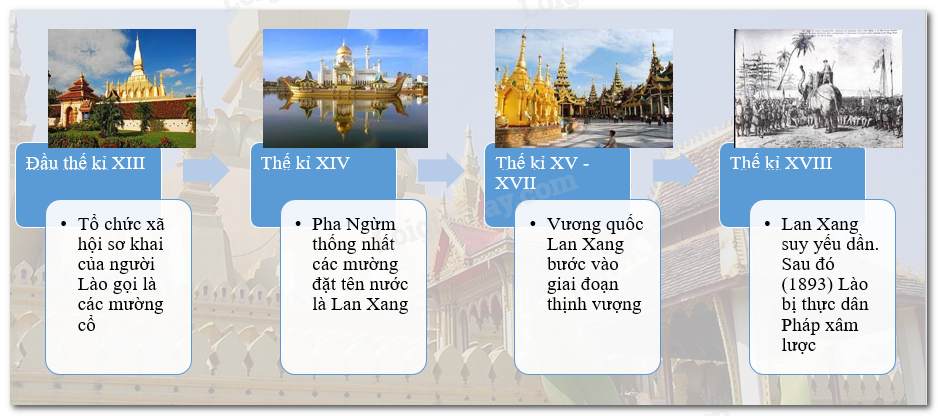 Đầu thế kỉ XIII
Tổ chức xã
hội sơ khai
của người
Lào gọi là
các mường
cổ
Thế kỉ XIV
Pha Ngừm
thống nhất
các mường
đặt tên nước
là Lan Xang
Thế kỉ XV -
XVII
Vương quốc
Lan Xang
bước vào
giai đoạn
thịnh vượng
Thế kỉ XVIII
Lan Xang
suy yếu dần.
Sau đó
(1893) Lào
bị thực dân
Pháp xâm
lược